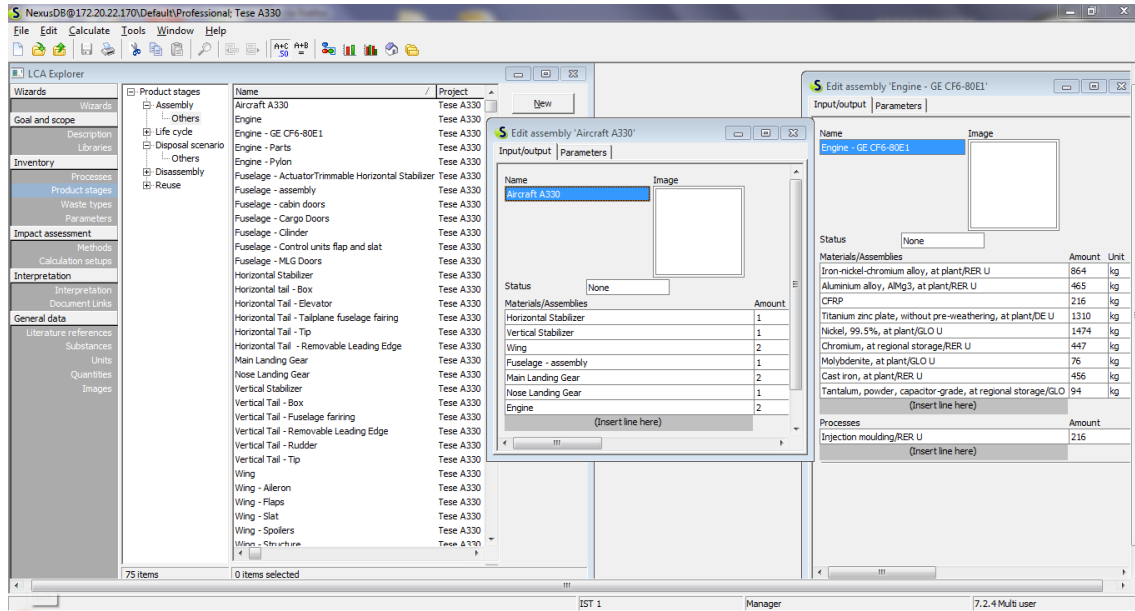 NexusDB@172.20.22.170\Default\Professional; Tese A330
File Edit Calculate Tools Window Help
A+C .50 A+B =
LCA Explorer
Wizards
Wizards
Goal and scope
Description
Libraries
Inventory
Processes
Product stages
Waste types
Parameters
Impact assessment
Methods
Calculation setups
Interpretation
Interpretation
Document Links
General data
Literature references
Substances
Units
Quantities
Images
Product stages
Assembly
Others
Life cycle
Disposal scenario
Others
Disassembly
Reuse
Name / Project
Aircraft A330 Tese A330
Engine Tese A330
Engine - GE CF6-80E1 Tese A330
Engine - Parts Tese A330
Engine - Pylon Tese A330
Fuselage - ActuatorTrimmable Horizontal Stabilizer Tese A330
Fuselage - assembly Tese A330
Fuselage - cabin doors Tese A330
Fuselage - Cargo Doors Tese A330
Fuselage - Cilinder Tese A330
Fuselage - Control units flap and slat Tese A330
Fuselage - MLG Doors Tese A330
Horizontal Stabilizer Tese A330
Horizontal tail - Box Tese A330
Horizontal Tail - Elevator Tese A330
Horizontal Tail - Tailplane fuselage fairing Tese A330
Horizontal Tail - Tip Tese A330
Horizontal Tail - Removable Leading Edge Tese A330
Main Landing Gear Tese A330
Nose Landing Gear Tese A330
Vertical Stabilizer Tese A330
Vertical Tail - Box Tese A330
Vertical Tail - Fuselage fariring Tese A330
Vertical Tail - Removable Leading Edge Tese A330
Vertical Tail - Rudder Tese A330
Vertical Tail - Tip Tese A330
Wing Tese A330
Wing - Aileron Tese A330
Wing - Flaps Tese A330
Wing - Slat Tese A330
Wing - Spoilers Tese A330
Wing - Structure Tese A330
New
75 items 0 items selected
Edit assembly 'Aircraft A330'
Input/output Parameters
Name Image
Aircraft A330
Status None
Materials/Assemblies Amount
Horizontal Stabilizer 1
Vertical Stabilizer 1
Wing 2
Fuselage - assembly 1
Main Landing Gear 2
Nose Landing Gear 1
Engine 2
(Insert line here)
Edit assembly 'Engine - GE CF6-80E1'
Input/output Parameters
Name Image
Engine - GE CF6-80E1
Status None
Materials/Assemblies Amount Unit
Iron-nickel-chromium alloy, at plant/RER U 864 kg
Aluminium alloy, AlMg3, at plant/RER U 465 kg
CFRP 216 kg
Titanium zinc plate, without pre-weathering, at plant/DE U 1310 kg
Nickel, 99.5%, at plant/GLO U 1474 kg
Chromium, at regional storage/RER U 447 kg
Molybdenite, at plant/GLO U 76 kg
Cast iron, at plant/RER U 456 kg
Tantalum, powder, capacitor-grade, at regional storage/GLO 94 kg
(Insert line here)
Processes Amount
Injection moulding/RER U 216
(Insert line here)
IST 1 Manager 7.2.4 Multi user